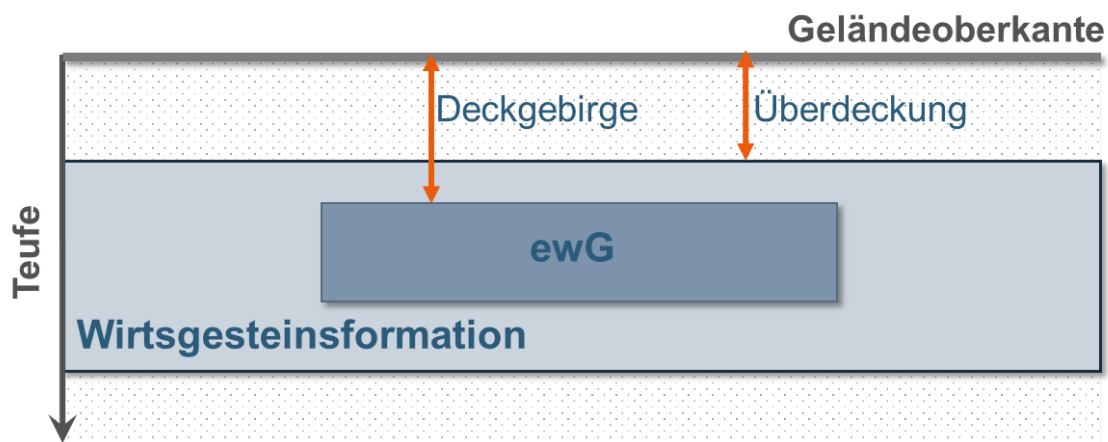 Geländeoberkante
Deckgebirge
Überdeckung
Teufe
ewG
Wirtsgesteinsformation